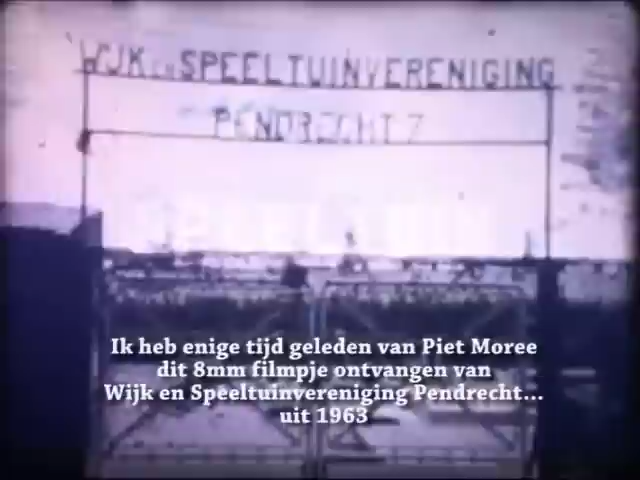 WIJK en SPEELTUINVERENIGING
PENDRECHT
Ik heb enige tijd geleden van Piet Moree
dit 8mm filmpje ontvangen van
Wijk en Speeltuinvereniging Pendrecht...
uit 1963